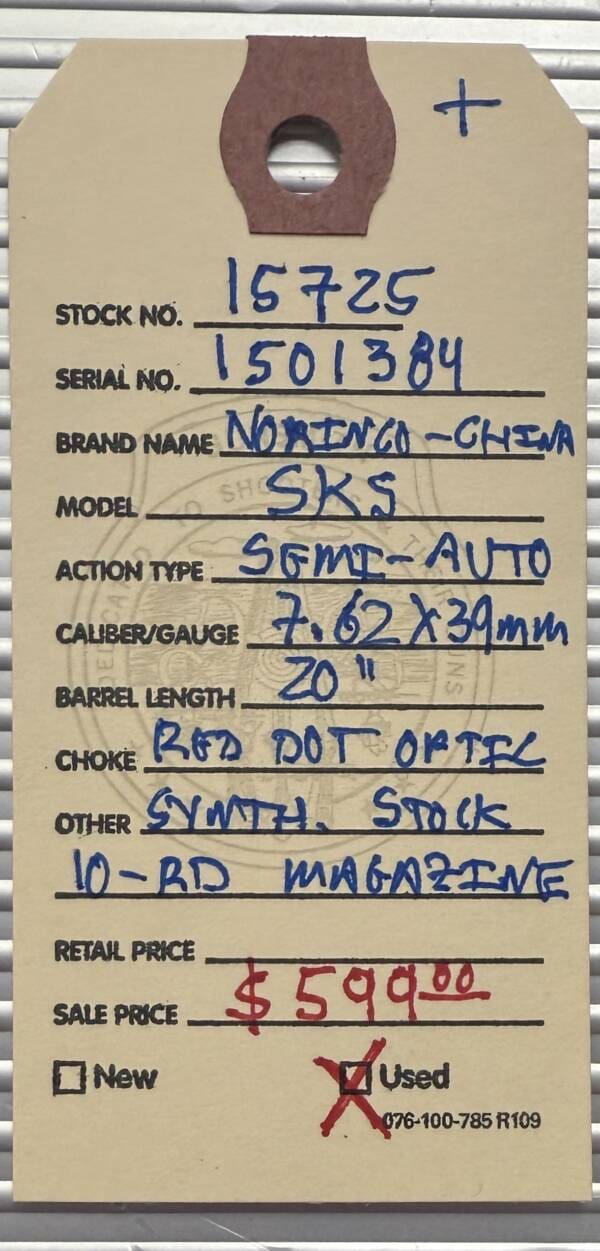 +
STOCK NO. 15725
SERIAL NO. 1501384
BRAND NAME NORINCO-CHINA
MODEL SKS
ACTION TYPE SEMI-AUTO
CALIBER/GAUGE 7.62X39mm
BARREL LENGTH 20"
CHOKE RED DOT OPTIC
OTHER SYNTH. STOCK
10-RD MAGAZINE
RETAIL PRICE
SALE PRICE $599.00
New X Used
076-100-785 R109